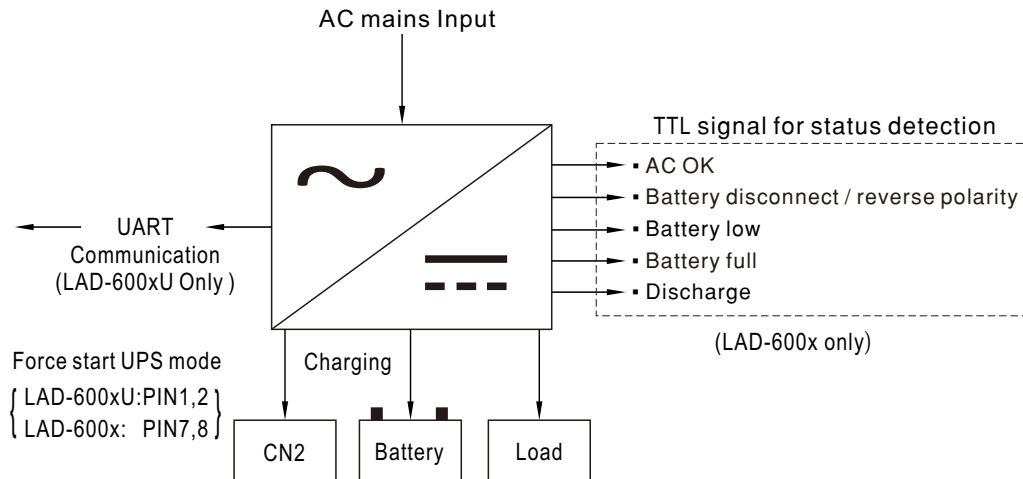 AC mains Input
TTL signal for status detection
▪ AC OK
▪ Battery disconnect / reverse polarity
▪ Battery low
▪ Battery full
▪ Discharge
(LAD-600x only)
UART
Communication
(LAD-600xU Only )
Force start UPS mode
LAD-600xU:PIN1,2
LAD-600x: PIN7,8
Charging
CN2
Battery
Load